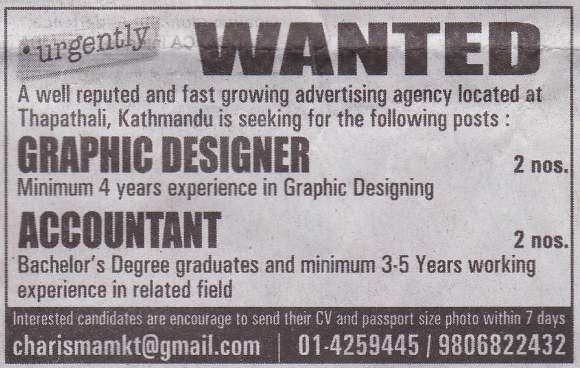 urgently WANTED
A well reputed and fast growing advertising agency located at
Thapathali, Kathmandu is seeking for the following posts :
GRAPHIC DESIGNER 2 nos.
Minimum 4 years experience in Graphic Designing
ACCOUNTANT 2 nos.
Bachelor's Degree graduates and minimum 3-5 Years working
experience in related field
Interested candidates are encourage to send their CV and passport size photo within 7 days
charismamkt@gmail.com | 01-4259445 / 9806822432